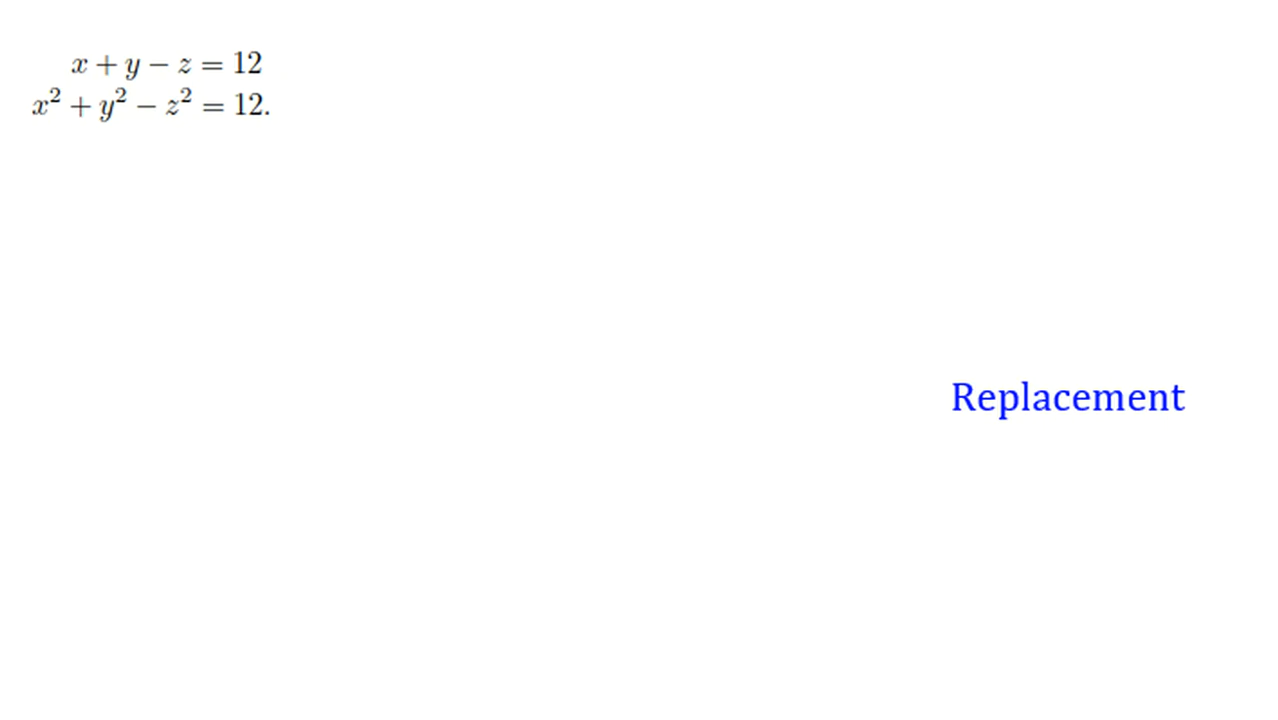 x + y − z = 12
x² + y² − z² = 12.
Replacement